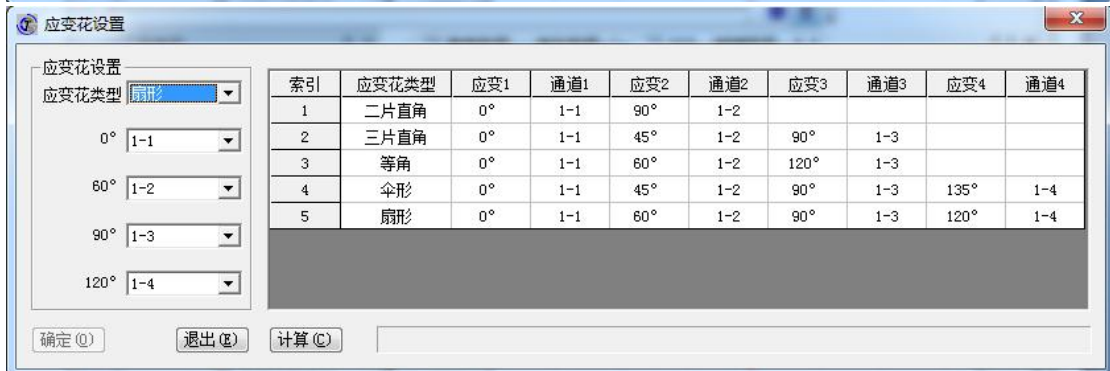 应变花设置
应变花设置
应变花类型 扇形
0° 1-1
60° 1-2
90° 1-3
120° 1-4
索引 应变花类型 应变1 通道1 应变2 通道2 应变3 通道3 应变4 通道4
1 二片直角 0° 1-1 90° 1-2
2 三片直角 0° 1-1 45° 1-2 90° 1-3
3 等角 0° 1-1 60° 1-2 120° 1-3
4 伞形 0° 1-1 45° 1-2 90° 1-3 135° 1-4
5 扇形 0° 1-1 60° 1-2 90° 1-3 120° 1-4
确定(O) 退出(E) 计算(C)